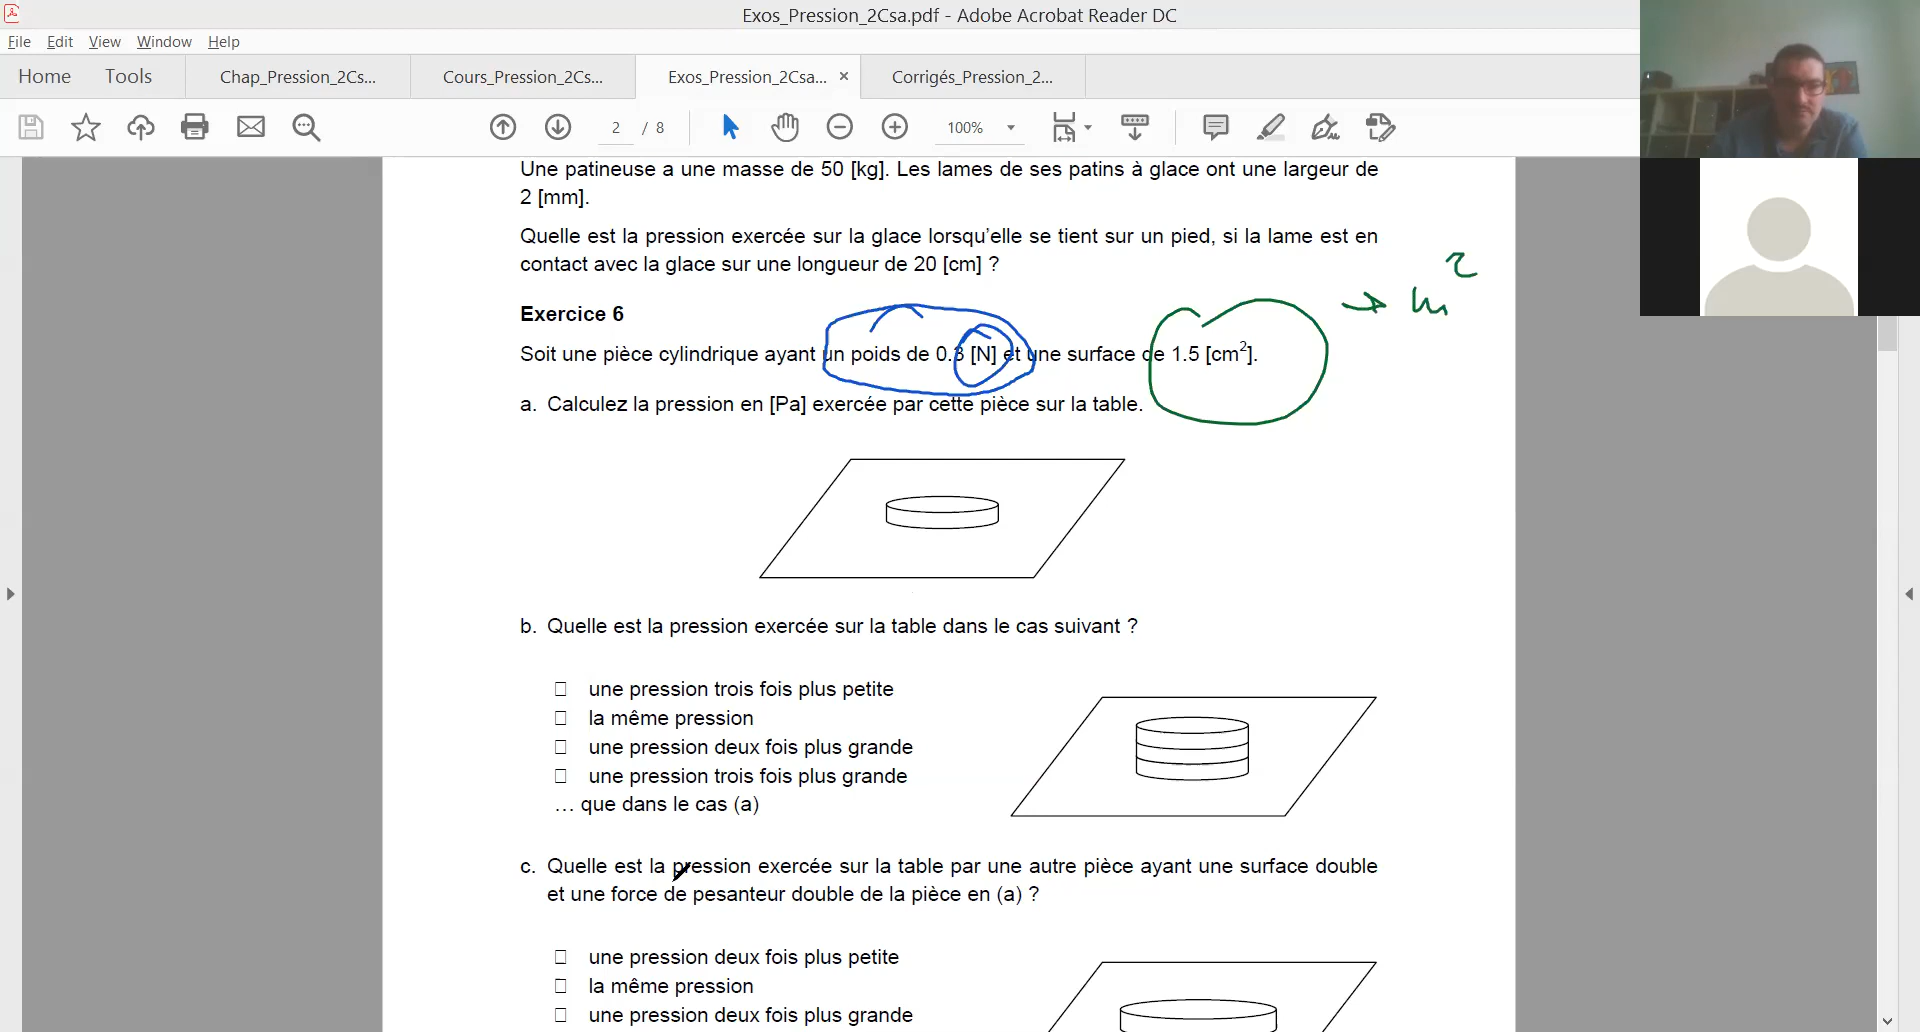 Exos_Pression_2Csa.pdf - Adobe Acrobat Reader DC
File Edit View Window Help
Home Tools Chap_Pression_2Cs... Cours_Pression_2Cs... Exos_Pression_2Csa... × Corrigés_Pression_2...
2 / 8 100%
Une patineuse a une masse de 50 [kg]. Les lames de ses patins à glace ont une largeur de
2 [mm].
Quelle est la pression exercée sur la glace lorsqu'elle se tient sur un pied, si la lame est en
contact avec la glace sur une longueur de 20 [cm] ?
→ m²
Exercice 6
Soit une pièce cylindrique ayant un poids de 0.3 [N] et une surface de 1.5 [cm²].
a. Calculez la pression en [Pa] exercée par cette pièce sur la table.
b. Quelle est la pression exercée sur la table dans le cas suivant ?
une pression trois fois plus petite
la même pression
une pression deux fois plus grande
une pression trois fois plus grande
… que dans le cas (a)
c. Quelle est la pression exercée sur la table par une autre pièce ayant une surface double
et une force de pesanteur double de la pièce en (a) ?
une pression deux fois plus petite
la même pression
une pression deux fois plus grande